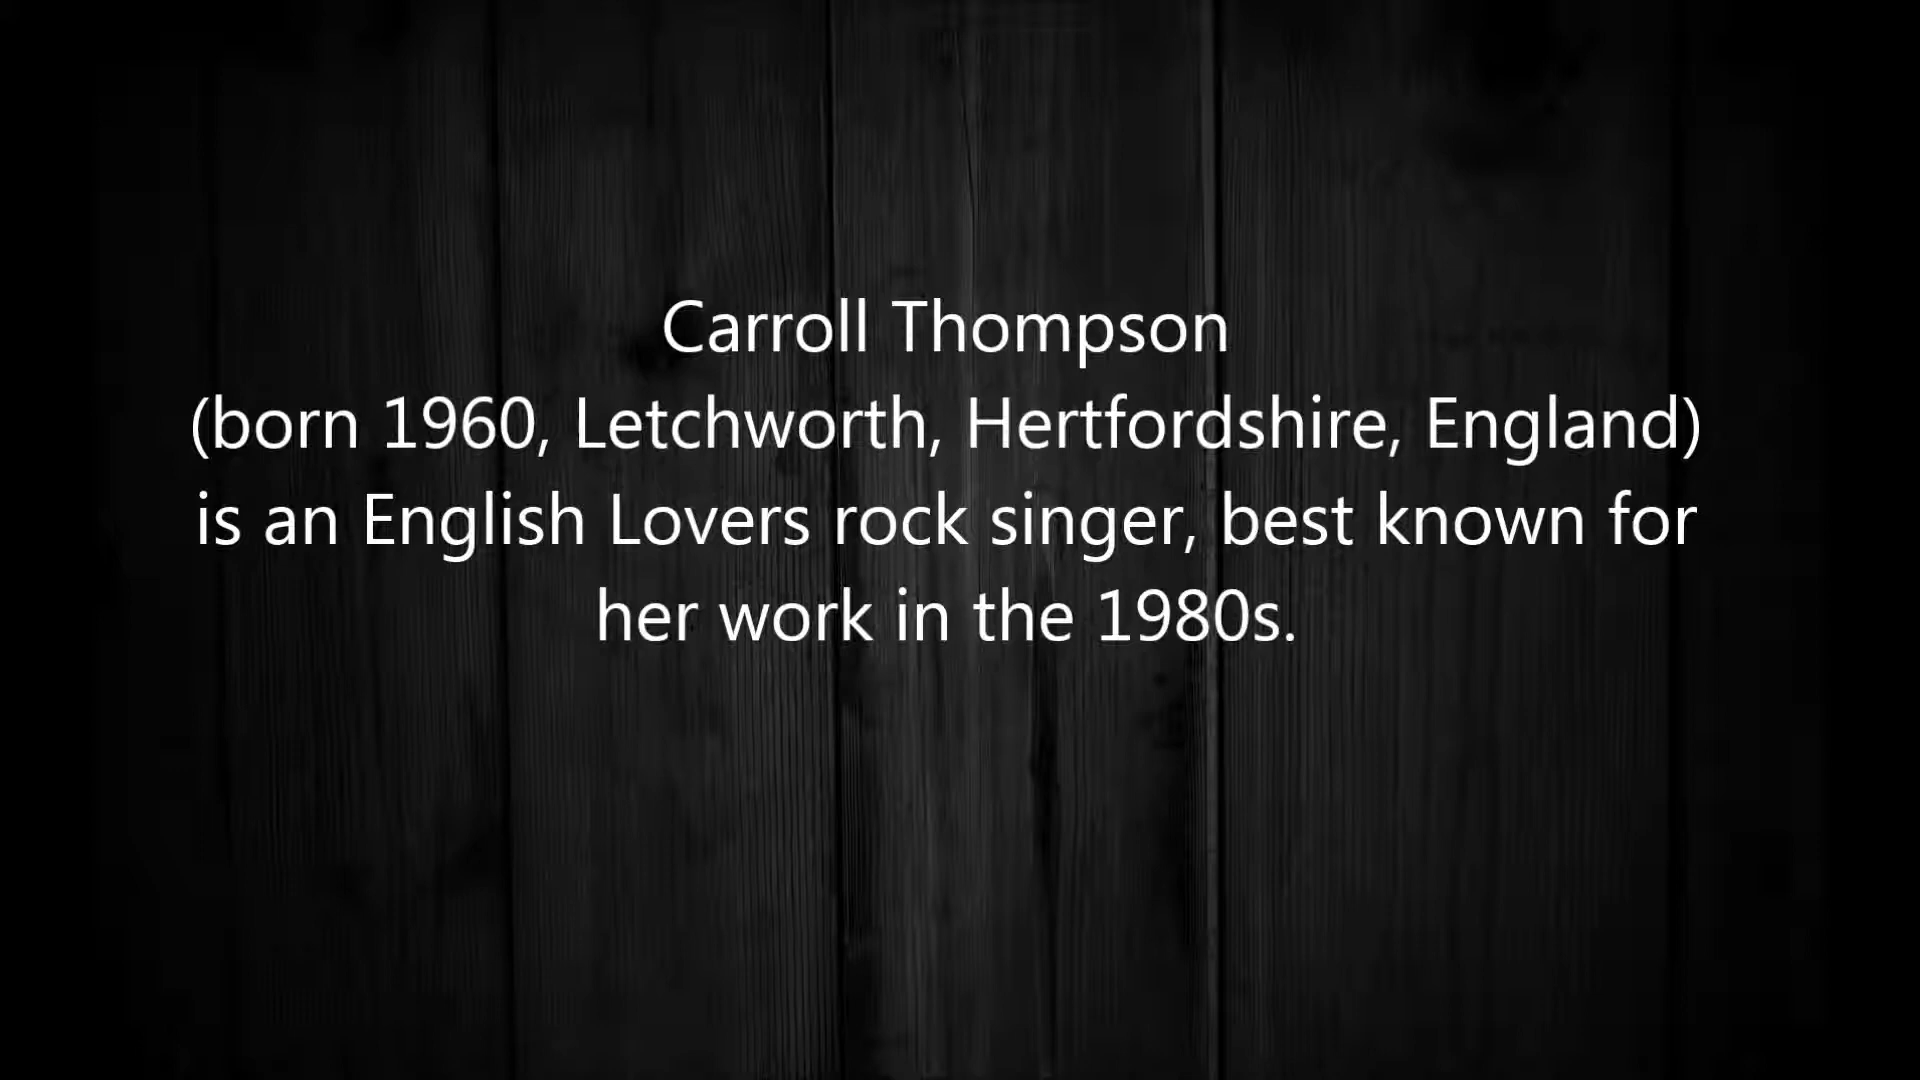 Carroll Thompson
(born 1960, Letchworth, Hertfordshire, England)
is an English Lovers rock singer, best known for
her work in the 1980s.